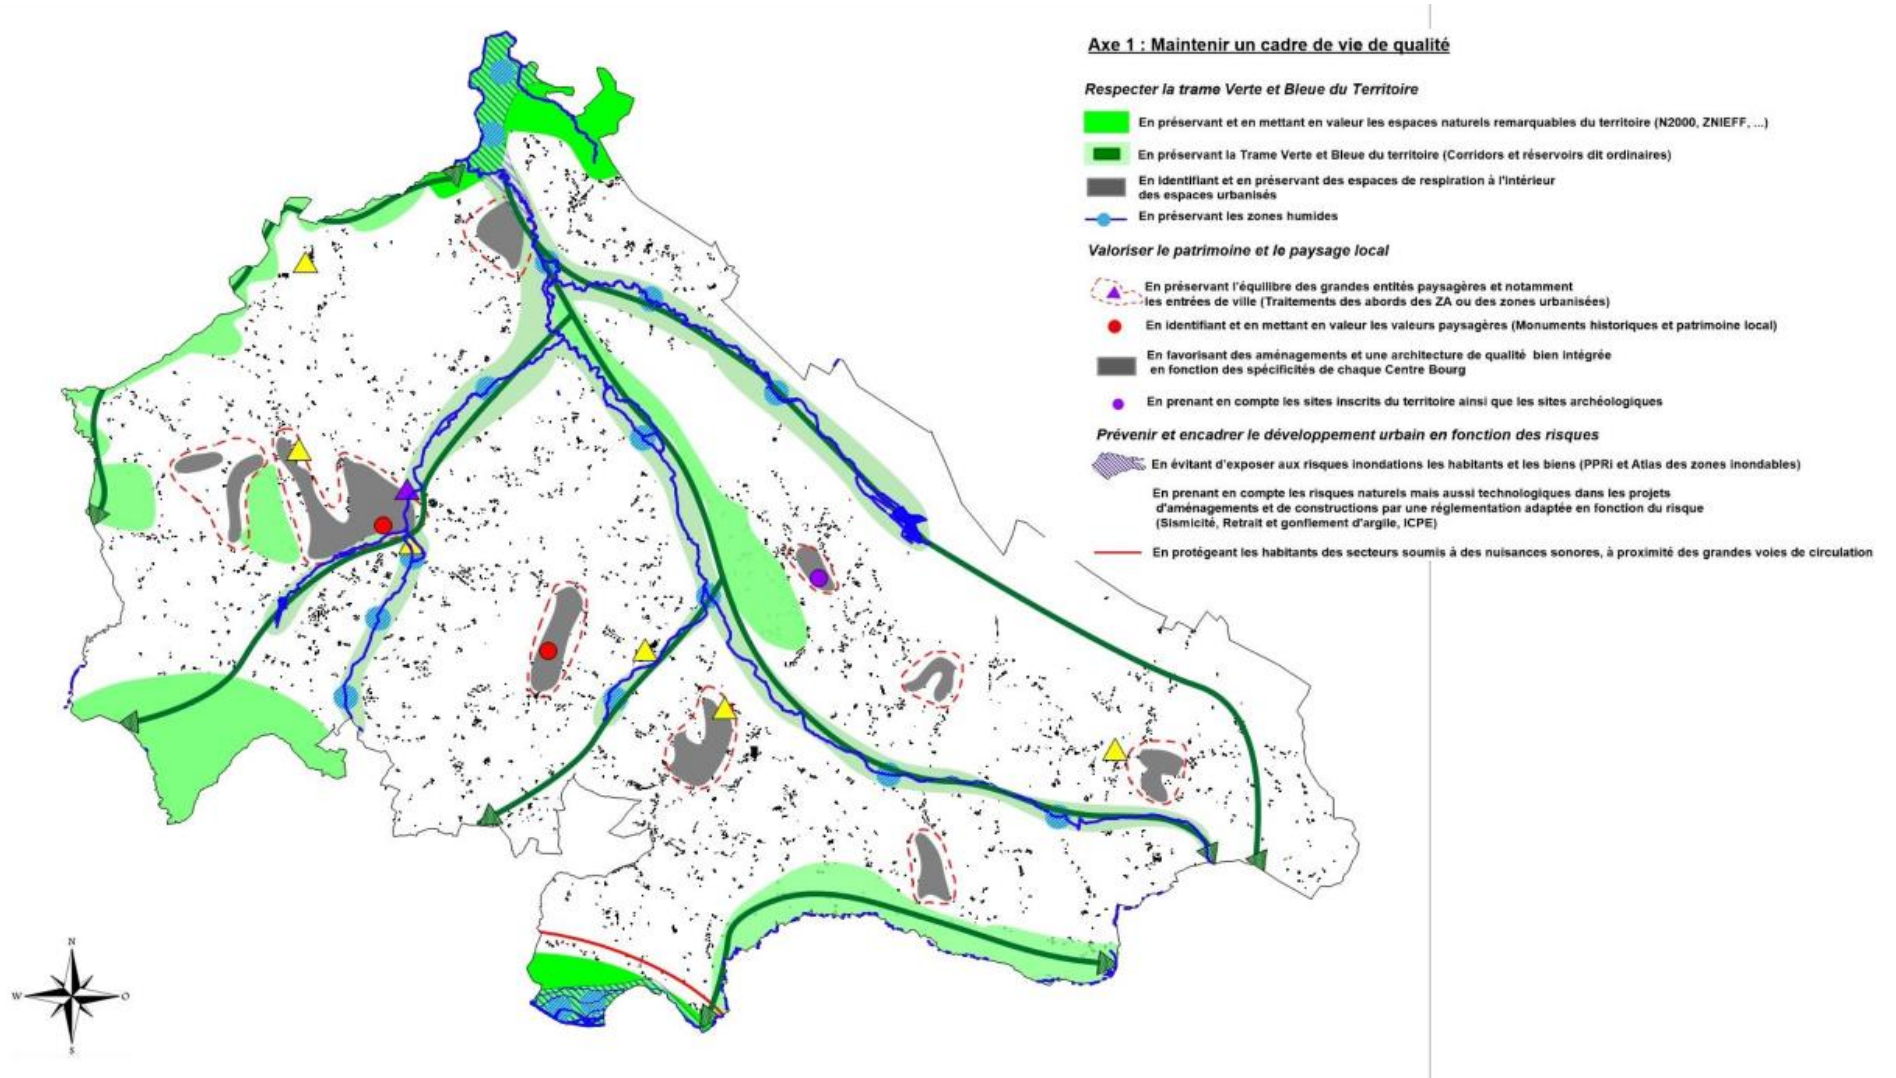 Axe 1 : Maintenir un cadre de vie de qualité
Respecter la trame Verte et Bleue du Territoire
En préservant et en mettant en valeur les espaces naturels remarquables du territoire (N2000, ZNIEFF, ...)
En préservant la Trame Verte et Bleue du territoire (Corridors et réservoirs dit ordinaires)
En identifiant et en préservant des espaces de respiration à l'intérieur
des espaces urbanisés
En préservant les zones humides
Valoriser le patrimoine et le paysage local
En préservant l'équilibre des grandes entités paysagères et notamment
les entrées de ville (Traitements des abords des ZA ou des zones urbanisées)
En identifiant et en mettant en valeur les valeurs paysagères (Monuments historiques et patrimoine local)
En favorisant des aménagements et une architecture de qualité bien intégrée
en fonction des spécificités de chaque Centre Bourg
En prenant en compte les sites inscrits du territoire ainsi que les sites archéologiques
Prévenir et encadrer le développement urbain en fonction des risques
En évitant d'exposer aux risques inondations les habitants et les biens (PPRi et Atlas des zones inondables)
En prenant en compte les risques naturels mais aussi technologiques dans les projets
d'aménagements et de constructions par une réglementation adaptée en fonction du risque
(Sismicité, Retrait et gonflement d'argile, ICPE)
En protégeant les habitants des secteurs soumis à des nuisances sonores, à proximité des grandes voies de circulation
N
W
O
S